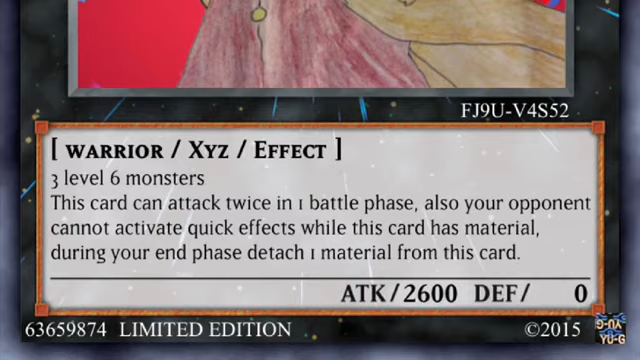 FJ9U-V4S52
[ WARRIOR / XYZ / EFFECT ]
3 level 6 monsters
This card can attack twice in 1 battle phase, also your opponent
cannot activate quick effects while this card has material,
during your end phase detach 1 material from this card.
ATK/2600 DEF/ 0
63659874 LIMITED EDITION ©2015
YU-G